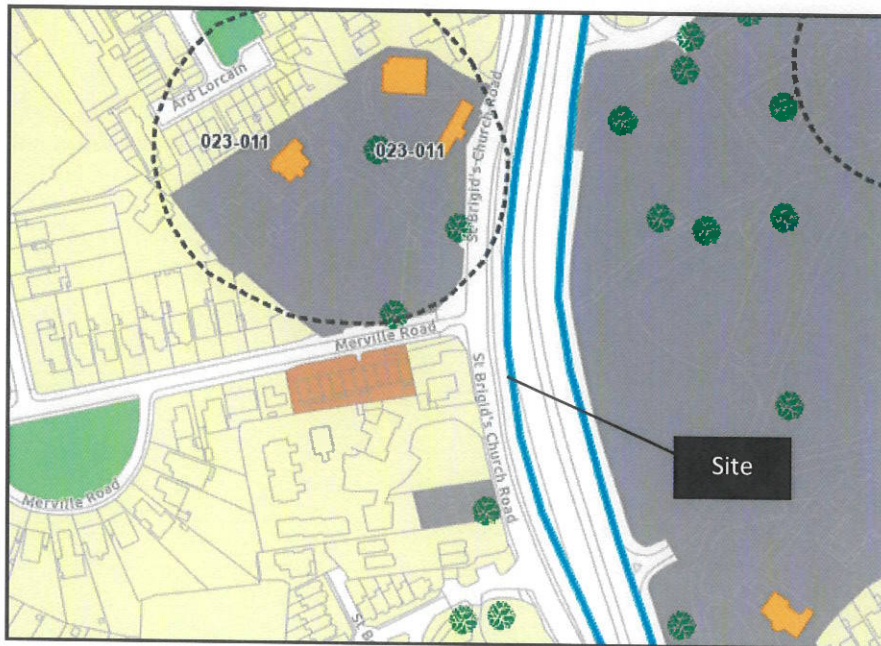 Ard Lorcain
023-011
023-011
St Brigid's Church Road
Merville Road
St Brigid's Church Road
Site
Merville Road
St B